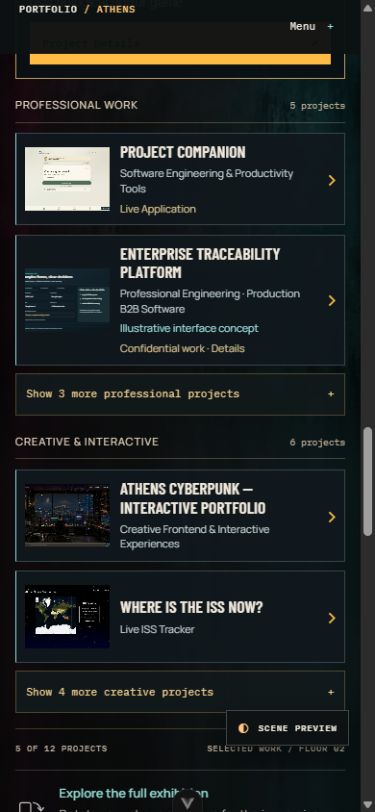 PORTFOLIO / ATHENS
Menu +
Project Details
PROFESSIONAL WORK
5 projects
PROJECT COMPANION
Software Engineering & Productivity
Tools
Live Application
ENTERPRISE TRACEABILITY
PLATFORM
Professional Engineering · Production
B2B Software
Illustrative interface concept
Confidential work · Details
Show 3 more professional projects +
CREATIVE & INTERACTIVE
6 projects
ATHENS CYBERPUNK —
INTERACTIVE PORTFOLIO
Creative Frontend & Interactive
Experiences
WHERE IS THE ISS NOW?
Live ISS Tracker
Show 4 more creative projects +
SCENE PREVIEW
5 OF 12 PROJECTS
SELECTED WORK / FLOOR 02
Explore the full